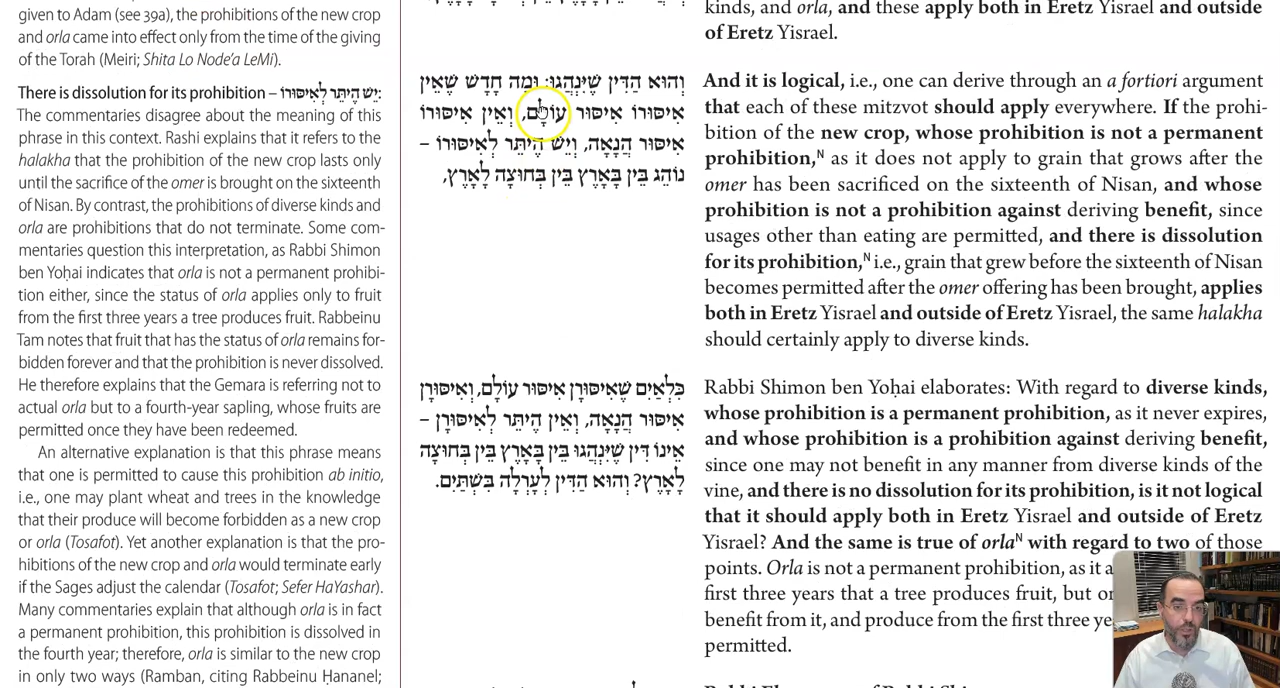 given to Adam (see 39a), the prohibitions of the new crop
and orla came into effect only from the time of the giving
of the Torah (Meiri; Shita Lo Node’a LeMi).
There is dissolution for its prohibition – יֵשׁ הֶיתֵּר לְאִיסּוּרוֹ:
The commentaries disagree about the meaning of this
phrase in this context. Rashi explains that it refers to the
halakha that the prohibition of the new crop lasts only
until the sacrifice of the omer is brought on the sixteenth
of Nisan. By contrast, the prohibitions of diverse kinds and
orla are prohibitions that do not terminate. Some com-
mentaries question this interpretation, as Rabbi Shimon
ben Yoḥai indicates that orla is not a permanent prohibi-
tion either, since the status of orla applies only to fruit
from the first three years a tree produces fruit. Rabbeinu
Tam notes that fruit that has the status of orla remains for-
bidden forever and that the prohibition is never dissolved.
He therefore explains that the Gemara is referring not to
actual orla but to a fourth-year sapling, whose fruits are
permitted once they have been redeemed.
An alternative explanation is that this phrase means
that one is permitted to cause this prohibition ab initio,
i.e., one may plant wheat and trees in the knowledge
that their produce will become forbidden as a new crop
or orla (Tosafot). Yet another explanation is that the pro-
hibitions of the new crop and orla would terminate early
if the Sages adjust the calendar (Tosafot; Sefer HaYashar).
Many commentaries explain that although orla is in fact
a permanent prohibition, this prohibition is dissolved in
the fourth year; therefore, orla is similar to the new crop
in only two ways (Ramban, citing Rabbeinu Ḥananel;
וְהוּא הַדִּין שֶׁיִּנְהֲגוּ: וּמָה חָדָשׁ שֶׁאֵין
אִיסּוּרוֹ אִיסּוּר עוֹלָם, וְאֵין אִיסּוּרוֹ
אִיסּוּר הֲנָאָה, וְיֵשׁ הֶיתֵּר לְאִיסּוּרוֹ –
נוֹהֵג בֵּין בָּאָרֶץ בֵּין בְּחוּצָה לָאָרֶץ,
כִּלְאַיִם שֶׁאִיסּוּרָן אִיסּוּר עוֹלָם, וְאִיסּוּרָן
אִיסּוּר הֲנָאָה, וְאֵין הֶיתֵּר לְאִיסּוּרָן –
אֵינוֹ דִּין שֶׁיִּנְהֲגוּ בֵּין בָּאָרֶץ בֵּין בְּחוּצָה
לָאָרֶץ? וְהוּא הַדִּין לְעׇרְלָה בִּשְׁתַּיִם.
kinds, and orla, and these apply both in Eretz Yisrael and outside
of Eretz Yisrael.
And it is logical, i.e., one can derive through an a fortiori argument
that each of these mitzvot should apply everywhere. If the prohi-
bition of the new crop, whose prohibition is not a permanent
prohibition,N as it does not apply to grain that grows after the
omer has been sacrificed on the sixteenth of Nisan, and whose
prohibition is not a prohibition against deriving benefit, since
usages other than eating are permitted, and there is dissolution
for its prohibition,N i.e., grain that grew before the sixteenth of Nisan
becomes permitted after the omer offering has been brought, applies
both in Eretz Yisrael and outside of Eretz Yisrael, the same halakha
should certainly apply to diverse kinds.
Rabbi Shimon ben Yoḥai elaborates: With regard to diverse kinds,
whose prohibition is a permanent prohibition, as it never expires,
and whose prohibition is a prohibition against deriving benefit,
since one may not benefit in any manner from diverse kinds of the
vine, and there is no dissolution for its prohibition, is it not logical
that it should apply both in Eretz Yisrael and outside of Eretz
Yisrael? And the same is true of orlaN with regard to two of those
points. Orla is not a permanent prohibition, as it a
first three years that a tree produces fruit, but or
benefit from it, and produce from the first three ye
permitted.